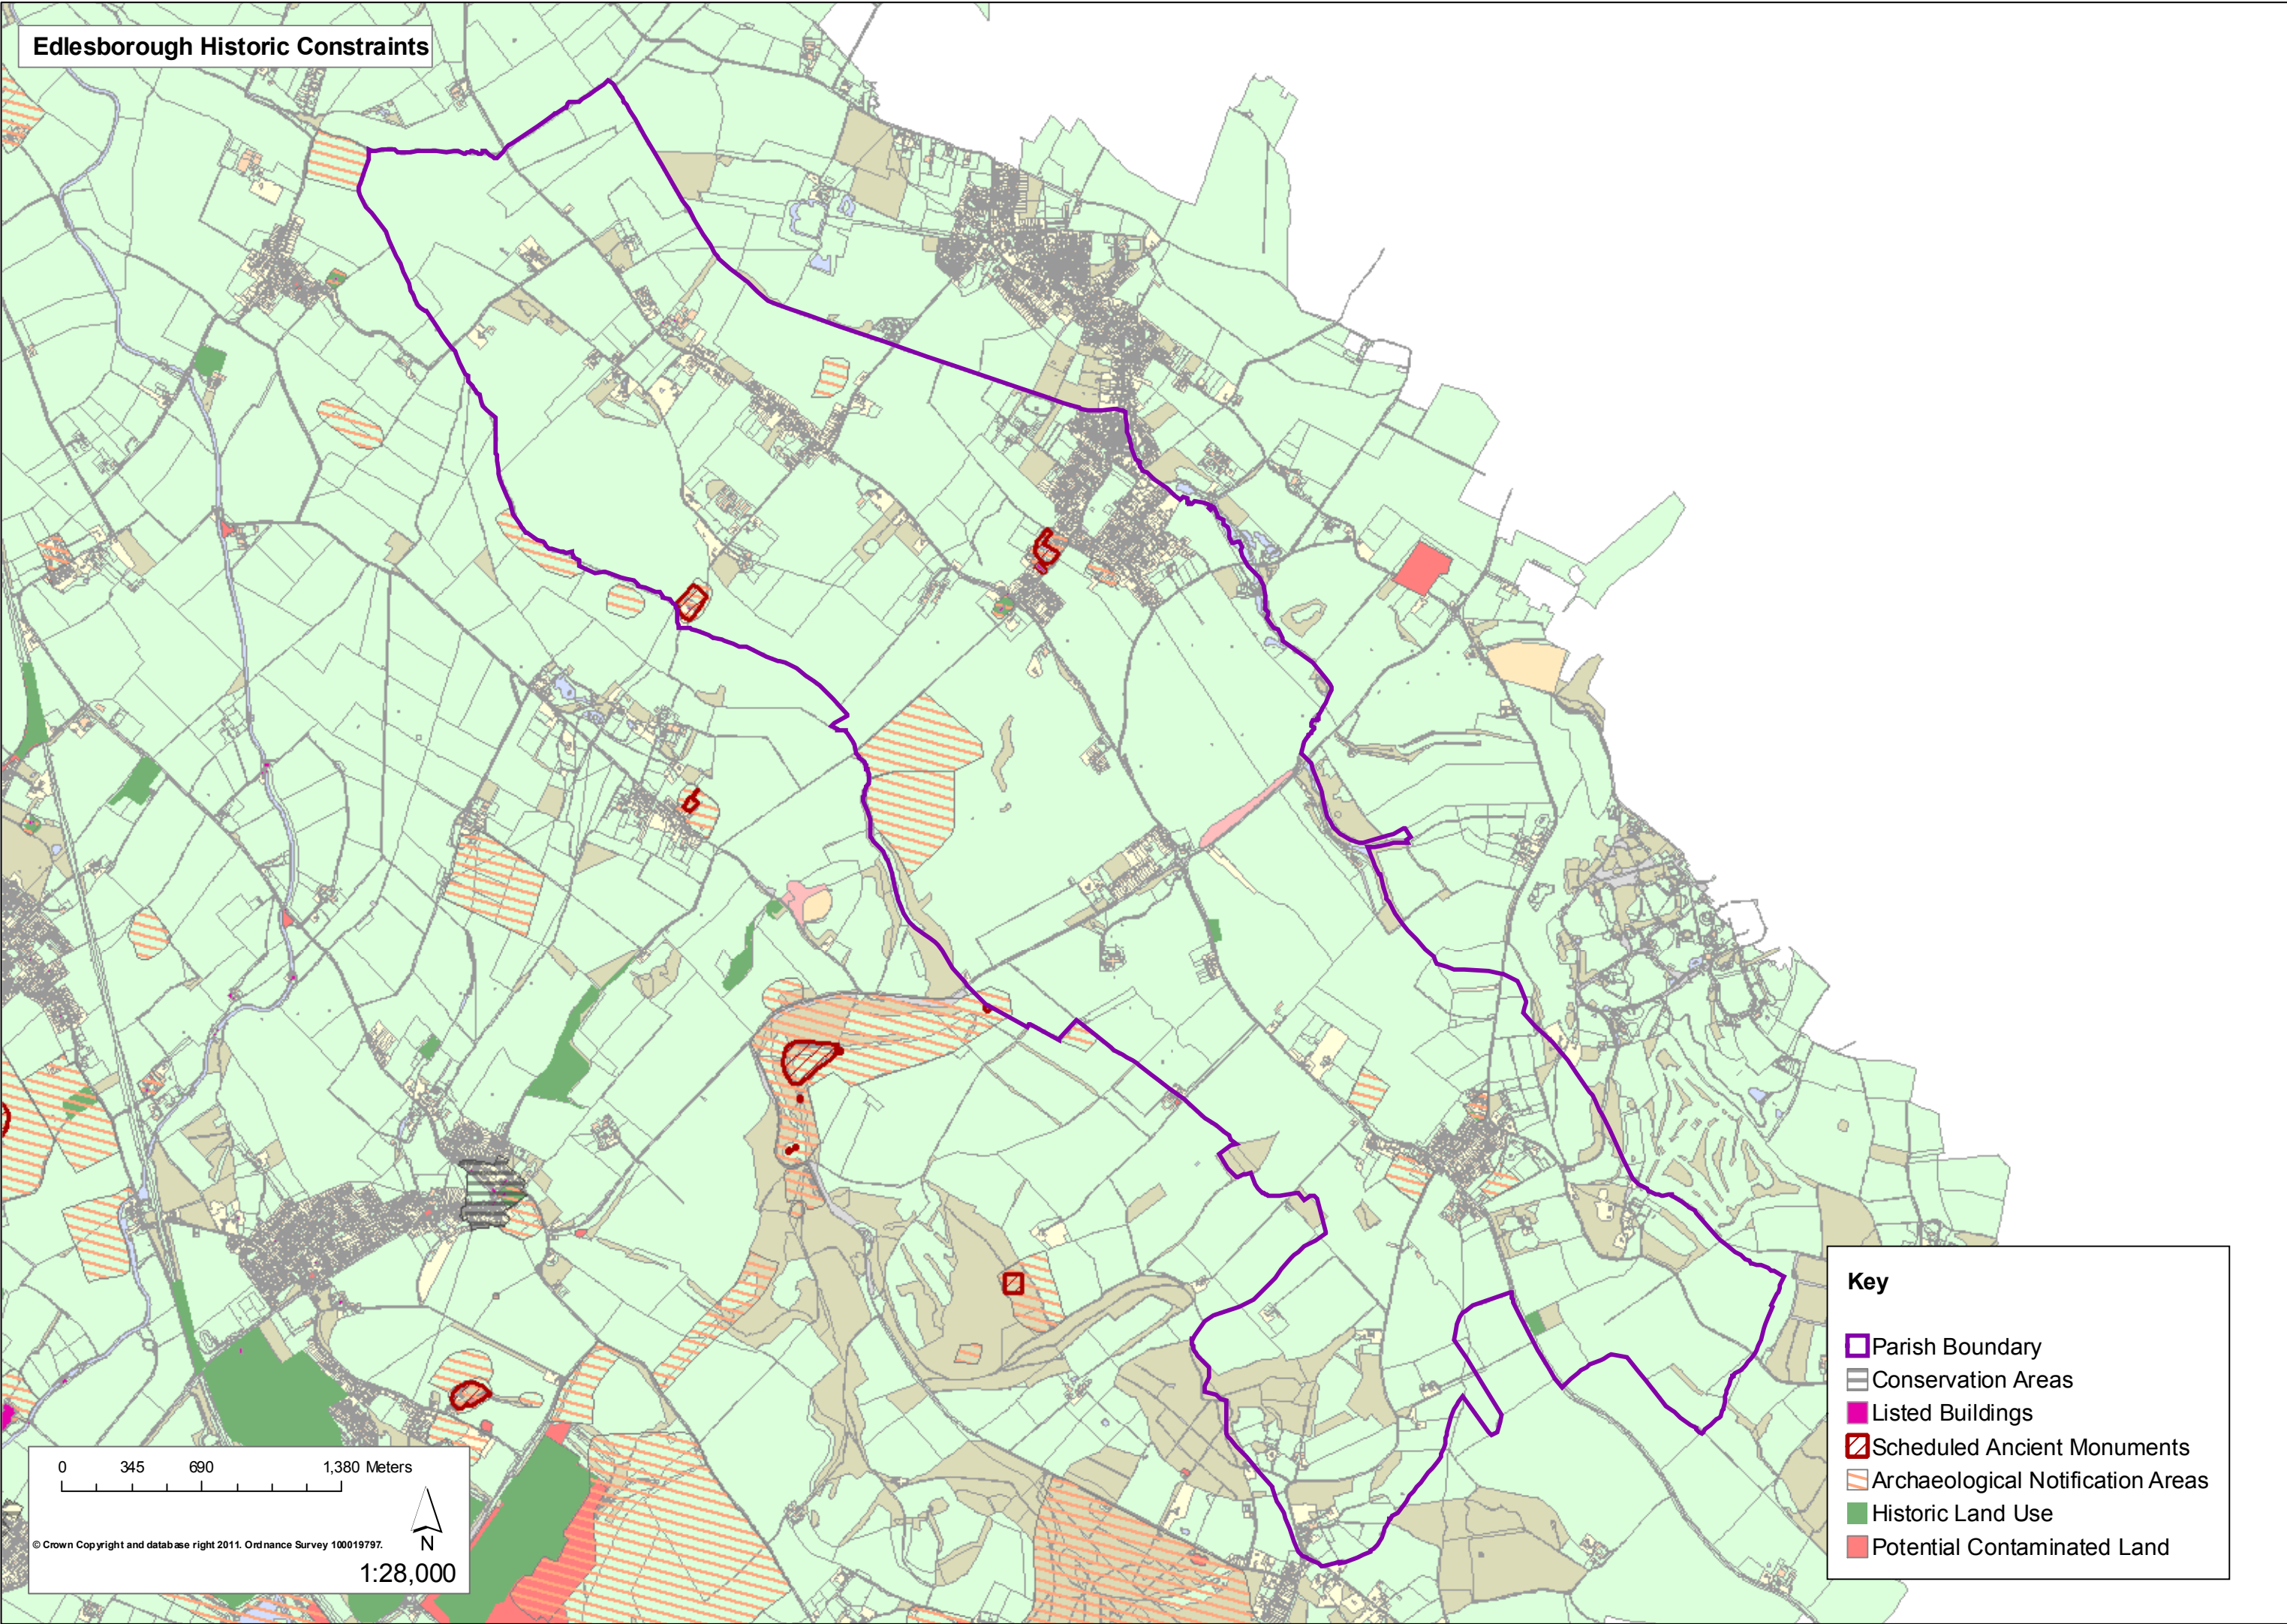 Edlesborough Historic Constraints
Key
Parish Boundary
Conservation Areas
Listed Buildings
Scheduled Ancient Monuments
Archaeological Notification Areas
Historic Land Use
Potential Contaminated Land
0 345 690 1,380 Meters
© Crown Copyright and database right 2011. Ordnance Survey 100019797.
N
1:28,000